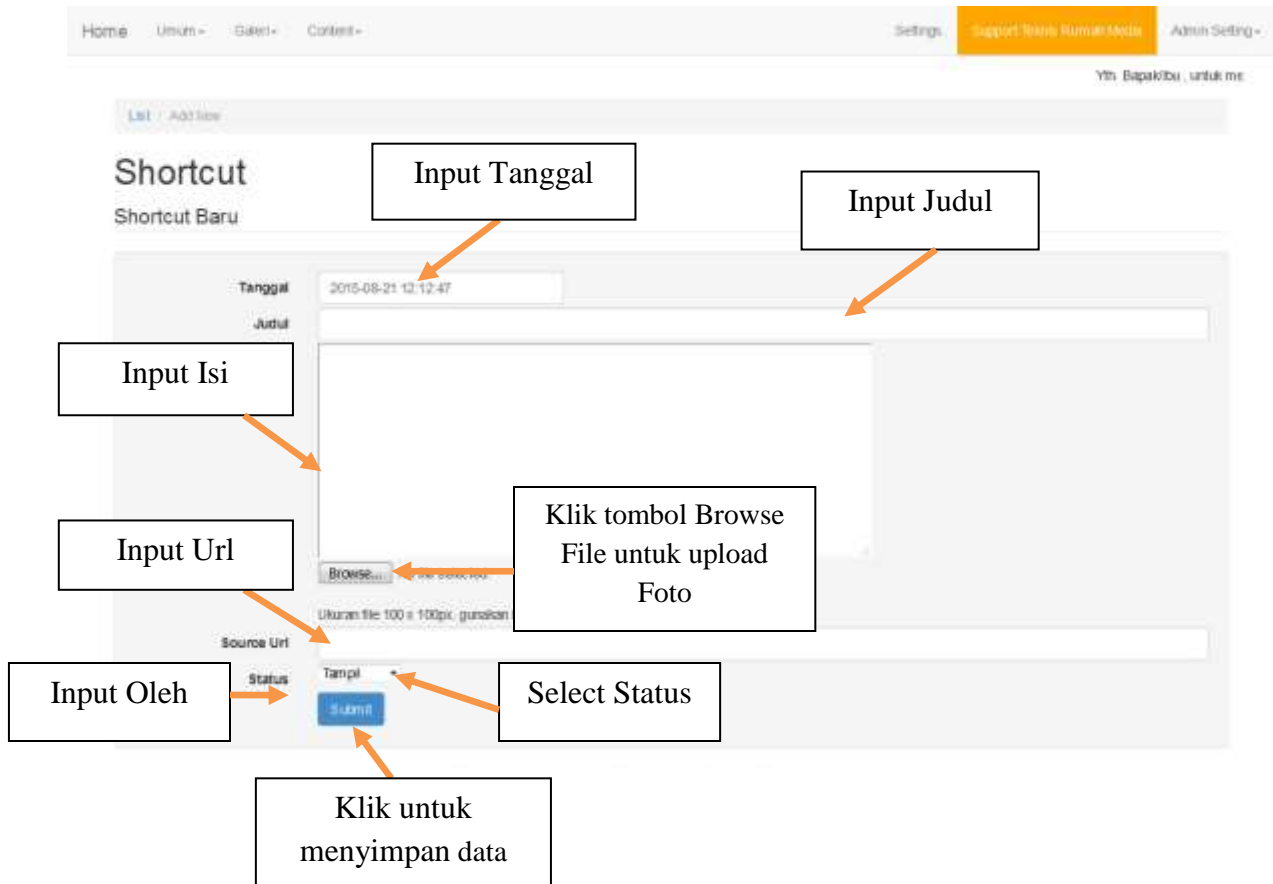 Home Umum Galeri Content Settings Support Teknis Rumah Media Admin Setting
Yth. Bapak/Ibu , untuk me
List / Add New
Shortcut
Shortcut Baru
Input Tanggal
Input Judul
Tanggal 2015-08-21 12:12:47
Judul
Input Isi
Klik tombol Browse
File untuk upload
Foto
Input Url
Browse...
Ukuran file 100 x 100px, gunakan
Source Url
Status Tampil
Input Oleh
Select Status
Submit
Klik untuk
menyimpan data